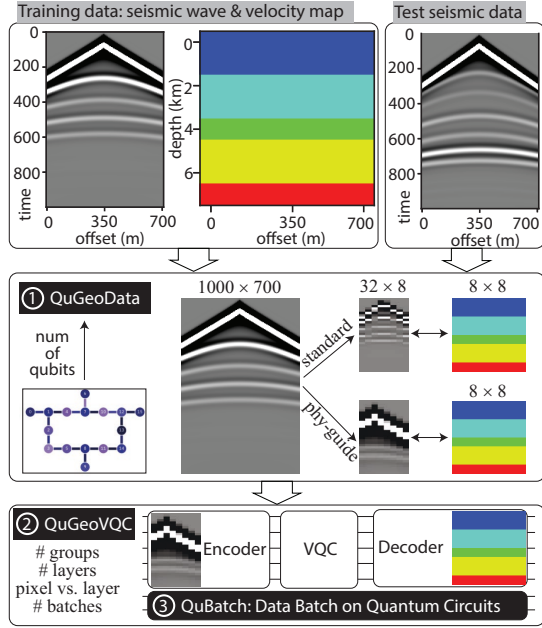 Training data: seismic wave & velocity map
Test seismic data
0
200
400
600
800
time
0
350
700
offset (m)
0
2
4
6
depth (km)
0
350
700
offset (m)
0
200
400
600
800
time
0
350
700
offset (m)
1 QuGeoData
num
of
qubits
1000 × 700
standard
phy-guide
32 × 8
8 × 8
8 × 8
2 QuGeoVQC
# groups
# layers
pixel vs. layer
# batches
Encoder
VQC
Decoder
3 QuBatch: Data Batch on Quantum Circuits